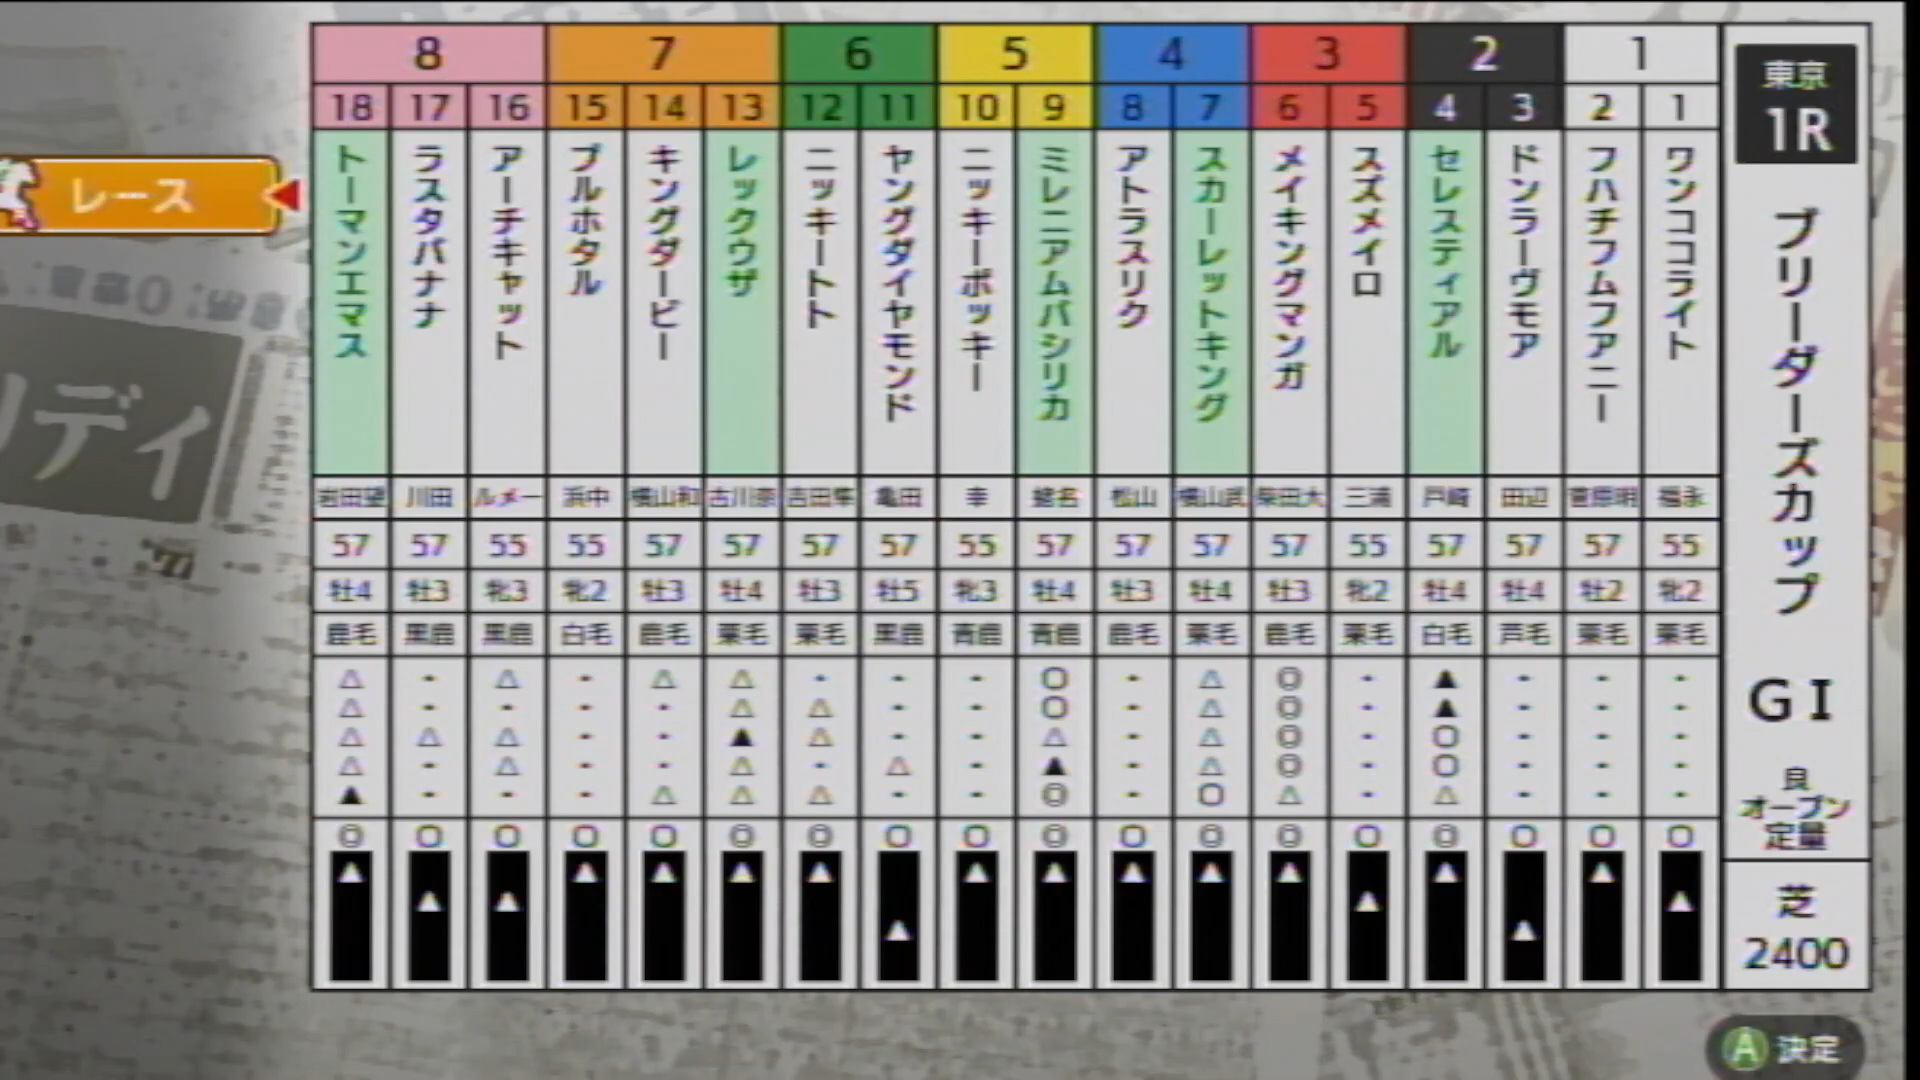 レース
リディ
8 7 6 5 4 3 2 1
18 17 16 15 14 13 12 11 10 9 8 7 6 5 4 3 2 1
東京
1R
ブリーダーズカップ
GⅠ
良
オープン
定量
芝
2400
ワンココライト
フハチフムフアニー
ドンラーヴモア
セレスティアル
スズメイロ
メイキングマンガ
スカーレットキング
アトラスリク
ミレニアムバシリカ
ニッキーポッキー
ヤングダイヤモンド
ニッキートト
レックウザ
キングダービー
ブルホタル
アーチキャット
ラスタバナナ
トーマンエマス
岩田望 川田 ルメー 浜中 横山和 古川奈 吉田隼 亀田 幸 蛯名 松山 横山武 柴田大 三浦 戸崎 田辺 菅原明 福永
57 57 55 55 57 57 57 57 55 57 57 57 57 55 57 57 57 55
牡4 牡3 牝3 牝2 牡3 牡4 牡3 牡5 牝3 牡4 牡3 牡4 牡3 牝2 牡4 牡4 牡2 牝2
鹿毛 黒鹿 黒鹿 白毛 鹿毛 栗毛 栗毛 黒鹿 青鹿 青鹿 鹿毛 栗毛 鹿毛 栗毛 白毛 芦毛 栗毛 栗毛
△ - △ - △ △ - - - ○ - △ ◎ - ▲ - - -
△ - - - - △ △ - - ○ - △ ◎ - ▲ - - -
△ △ △ - - ▲ △ - - △ - △ ◎ - ○ - - -
△ - △ - - △ - △ - ▲ - △ ◎ - ○ - - -
▲ - - - △ △ △ - - ◎ - ○ △ - △ - - -
◎ ○ ○ ○ ○ ◎ ◎ ○ ○ ◎ ○ ◎ ◎ ○ ◎ ○ ○ ○
A 決定